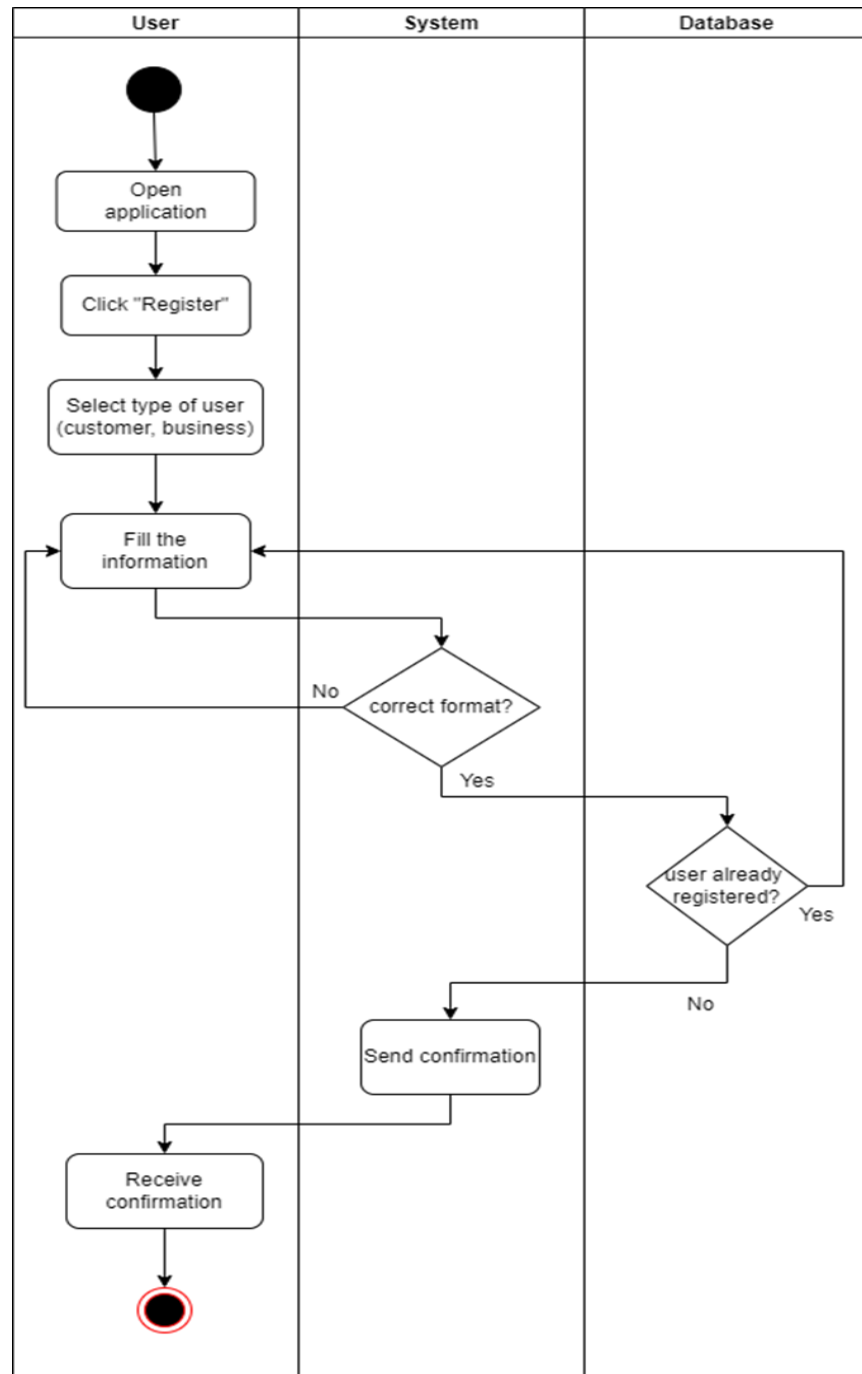 User
System
Database
Open
application
Click "Register"
Select type of user
(customer, business)
Fill the
information
No
correct format?
Yes
user already
registered?
Yes
No
Send confirmation
Receive
confirmation